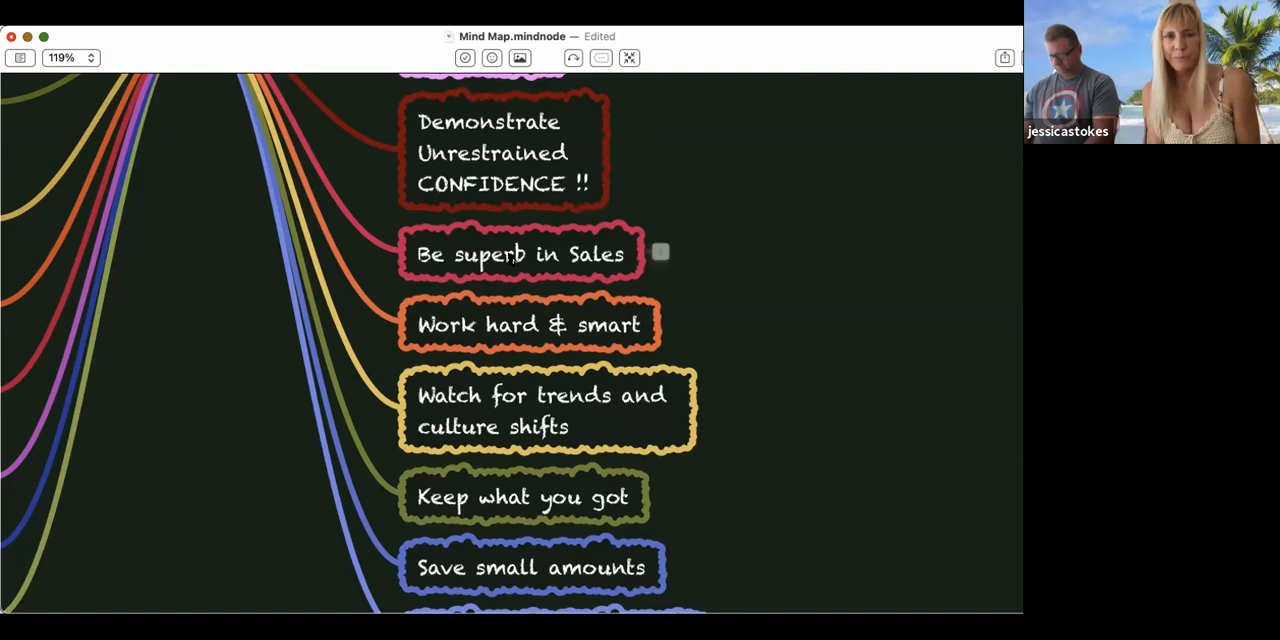 Mind Map.mindnode — Edited
119%
Demonstrate
Unrestrained
CONFIDENCE !!
Be superb in Sales
Work hard & smart
Watch for trends and
culture shifts
Keep what you got
Save small amounts
jessicastokes